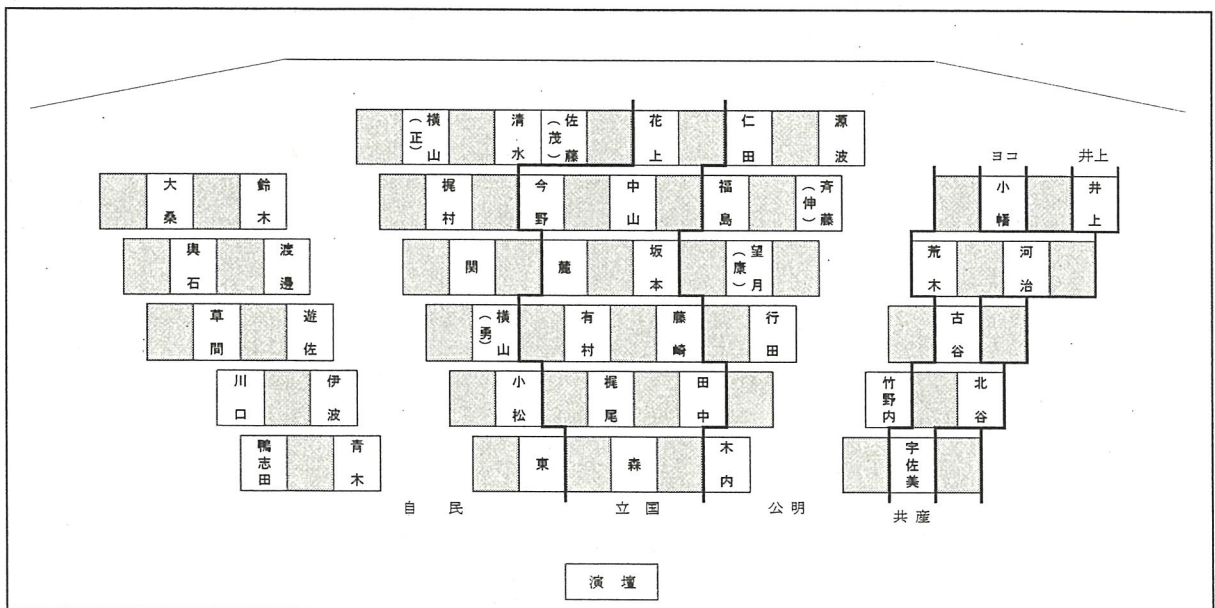 横山(正) 清水 佐藤(茂) 花上 仁田 源波
ヨコ 井上
大桑 鈴木 梶村 今野 中山 福島 斉藤(伸) 小幡 井上
輿石 渡邉 関 麓 坂本 望月(康) 荒木 河治
草間 遊佐 横山(勇) 有村 藤崎 行田 古谷
川口 伊波 小松 梶尾 田中 竹野内 北谷
鴨志田 青木 東 森 木内 宇佐美
自民 立国 公明 共産
演壇